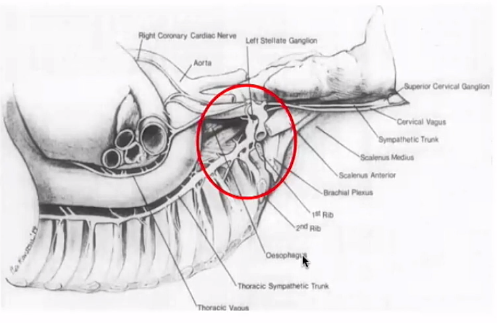 Right Coronary Cardiac Nerve
Left Stellate Ganglion
Aorta
Superior Cervical Ganglion
Cervical Vagus
Sympathetic Trunk
Scalenus Medius
Scalenus Anterior
Brachial Plexus
1st Rib
2nd Rib
Oesophagus
Thoracic Sympathetic Trunk
Thoracic Vagus